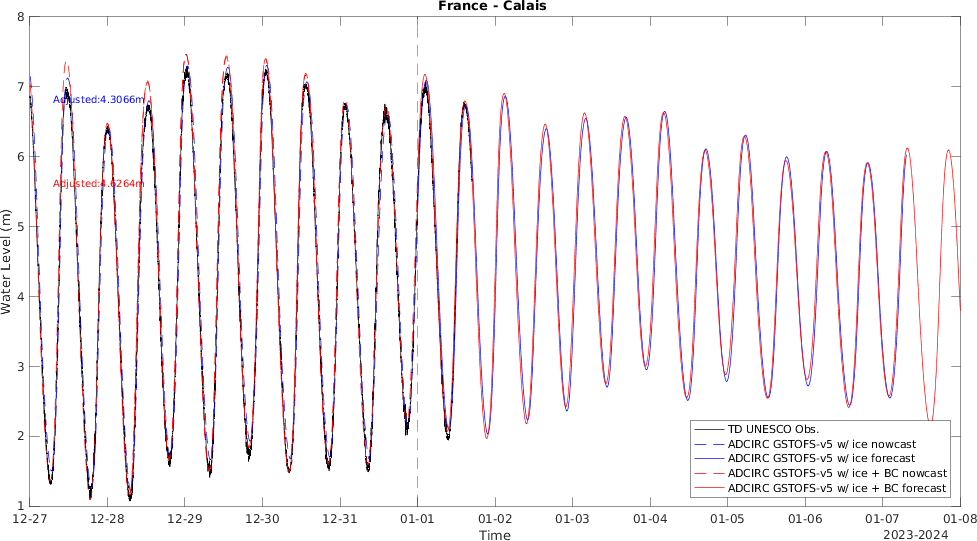 France - Calais
8
7
6
5
4
3
2
1
Water Level (m)
Adjusted:4.3066m
Adjusted:4.6264m
TD UNESCO Obs.
ADCIRC GSTOFS-v5 w/ ice nowcast
ADCIRC GSTOFS-v5 w/ ice forecast
ADCIRC GSTOFS-v5 w/ ice + BC nowcast
ADCIRC GSTOFS-v5 w/ ice + BC forecast
12-27 12-28 12-29 12-30 12-31 01-01 01-02 01-03 01-04 01-05 01-06 01-07 01-08
Time
2023-2024